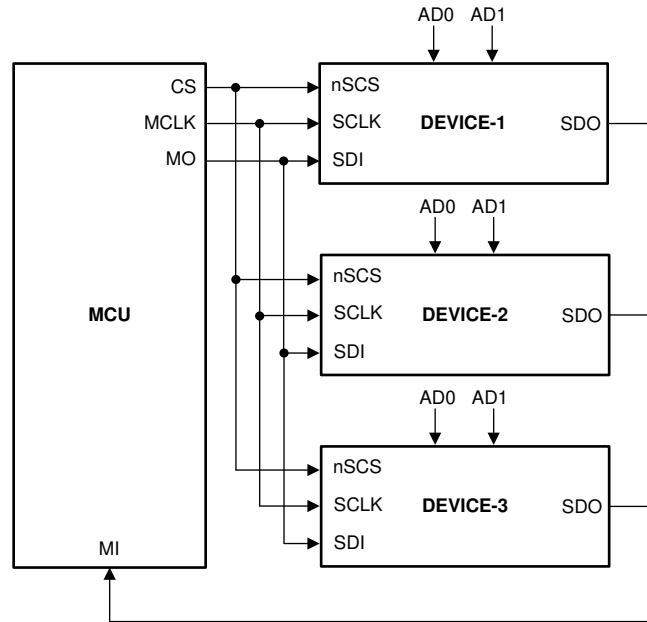 AD0 AD1
CS
MCLK
MO
MCU
MI
nSCS
SCLK
SDI
DEVICE-1
SDO
AD0 AD1
nSCS
SCLK
SDI
DEVICE-2
SDO
AD0 AD1
nSCS
SCLK
SDI
DEVICE-3
SDO